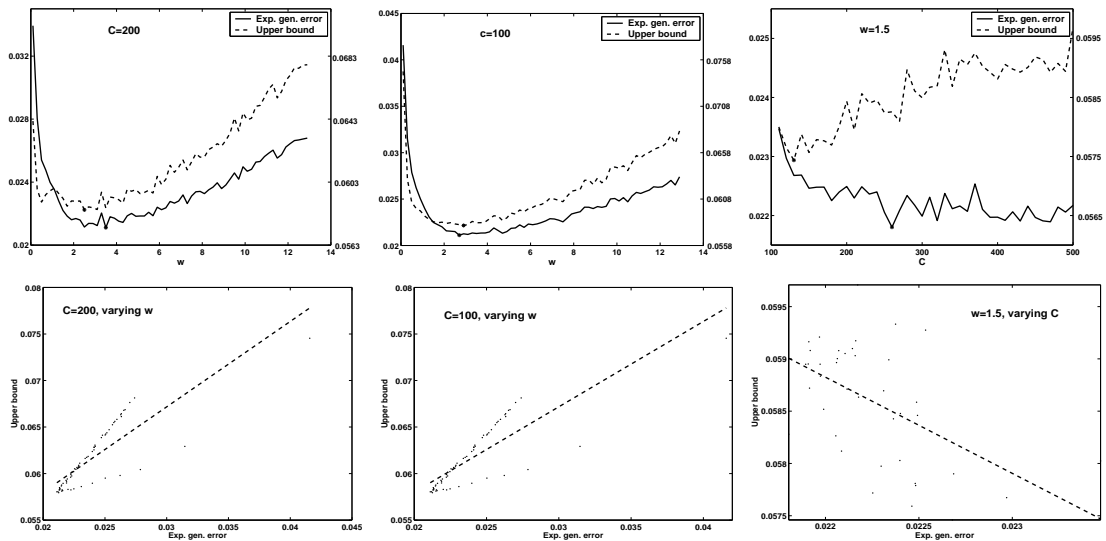 C=200
Exp. gen. error
Upper bound
0.032
0.028
0.024
0.02
0.0683
0.0643
0.0603
0.0563
0 2 4 6 8 10 12 14
w
c=100
Exp. gen. error
Upper bound
0.045
0.04
0.035
0.03
0.025
0.02
0.0758
0.0708
0.0658
0.0608
0.0558
0 2 4 6 8 10 12 14
w
w=1.5
Exp. gen. error
Upper bound
0.025
0.024
0.023
0.022
0.0595
0.0585
0.0575
0.0565
100 200 300 400 500
C
C=200, varying w
Upper bound
0.08
0.075
0.07
0.065
0.06
0.055
0.02 0.025 0.03 0.035 0.04 0.045
Exp. gen. error
C=100, varying w
Upper bound
0.08
0.075
0.07
0.065
0.06
0.055
0.02 0.025 0.03 0.035 0.04
Exp. gen. error
w=1.5, varying C
Upper bound
0.0595
0.059
0.0585
0.058
0.0575
0.022 0.0225 0.023
Exp. gen. error